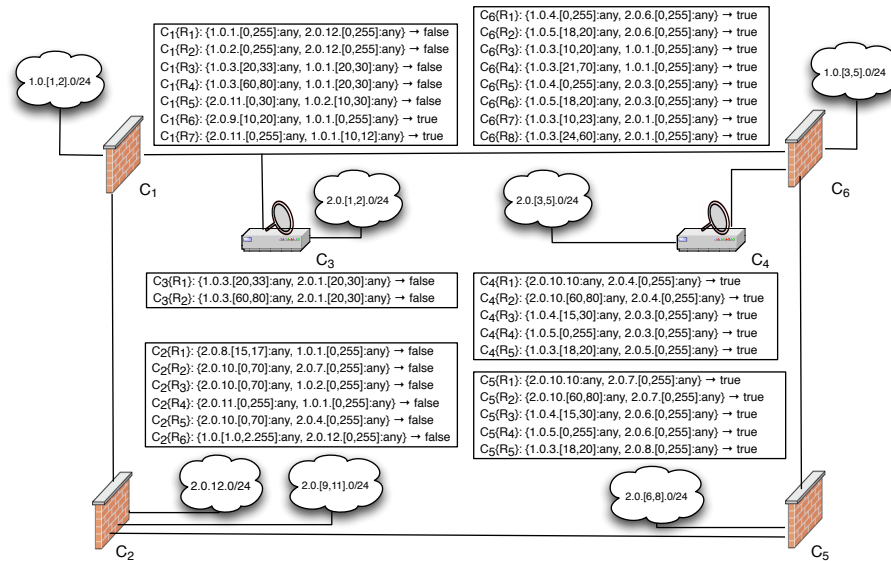 C1{R1}: {1.0.1.[0,255]:any, 2.0.12.[0,255]:any} → false
C1{R2}: {1.0.2.[0,255]:any, 2.0.12.[0,255]:any} → false
C1{R3}: {1.0.3.[20,33]:any, 1.0.1.[20,30]:any} → false
C1{R4}: {1.0.3.[60,80]:any, 1.0.1.[20,30]:any} → false
C1{R5}: {2.0.11.[0,30]:any, 1.0.2.[10,30]:any} → false
C1{R6}: {2.0.9.[10,20]:any, 1.0.1.[0,255]:any} → true
C1{R7}: {2.0.11.[0,255]:any, 1.0.1.[10,12]:any} → true
C6{R1}: {1.0.4.[0,255]:any, 2.0.6.[0,255]:any} → true
C6{R2}: {1.0.5.[18,20]:any, 2.0.6.[0,255]:any} → true
C6{R3}: {1.0.3.[10,20]:any, 1.0.1.[0,255]:any} → true
C6{R4}: {1.0.3.[21,70]:any, 1.0.1.[0,255]:any} → true
C6{R5}: {1.0.4.[0,255]:any, 2.0.3.[0,255]:any} → true
C6{R6}: {1.0.5.[18,20]:any, 2.0.3.[0,255]:any} → true
C6{R7}: {1.0.3.[10,23]:any, 2.0.1.[0,255]:any} → true
C6{R8}: {1.0.3.[24,60]:any, 2.0.1.[0,255]:any} → true
1.0.[1,2].0/24
1.0.[3,5].0/24
C1
C6
2.0.[1,2].0/24
2.0.[3,5].0/24
C3
C4
C3{R1}: {1.0.3.[20,33]:any, 2.0.1.[20,30]:any} → false
C3{R2}: {1.0.3.[60,80]:any, 2.0.1.[20,30]:any} → false
C4{R1}: {2.0.10.10:any, 2.0.4.[0,255]:any} → true
C4{R2}: {2.0.10.[60,80]:any, 2.0.4.[0,255]:any} → true
C4{R3}: {1.0.4.[15,30]:any, 2.0.3.[0,255]:any} → true
C4{R4}: {1.0.5.[0,255]:any, 2.0.3.[0,255]:any} → true
C4{R5}: {1.0.3.[18,20]:any, 2.0.5.[0,255]:any} → true
C2{R1}: {2.0.8.[15,17]:any, 1.0.1.[0,255]:any} → false
C2{R2}: {2.0.10.[0,70]:any, 2.0.7.[0,255]:any} → false
C2{R3}: {2.0.10.[0,70]:any, 1.0.2.[0,255]:any} → false
C2{R4}: {2.0.11.[0,255]:any, 1.0.1.[0,255]:any} → false
C2{R5}: {2.0.10.[0,70]:any, 2.0.4.[0,255]:any} → false
C2{R6}: {1.0.[1.0,2.255]:any, 2.0.12.[0,255]:any} → false
C5{R1}: {2.0.10.10:any, 2.0.7.[0,255]:any} → true
C5{R2}: {2.0.10.[60,80]:any, 2.0.7.[0,255]:any} → true
C5{R3}: {1.0.4.[15,30]:any, 2.0.6.[0,255]:any} → true
C5{R4}: {1.0.5.[0,255]:any, 2.0.6.[0,255]:any} → true
C5{R5}: {1.0.3.[18,20]:any, 2.0.8.[0,255]:any} → true
2.0.12.0/24
2.0.[9,11].0/24
2.0.[6,8].0/24
C2
C5